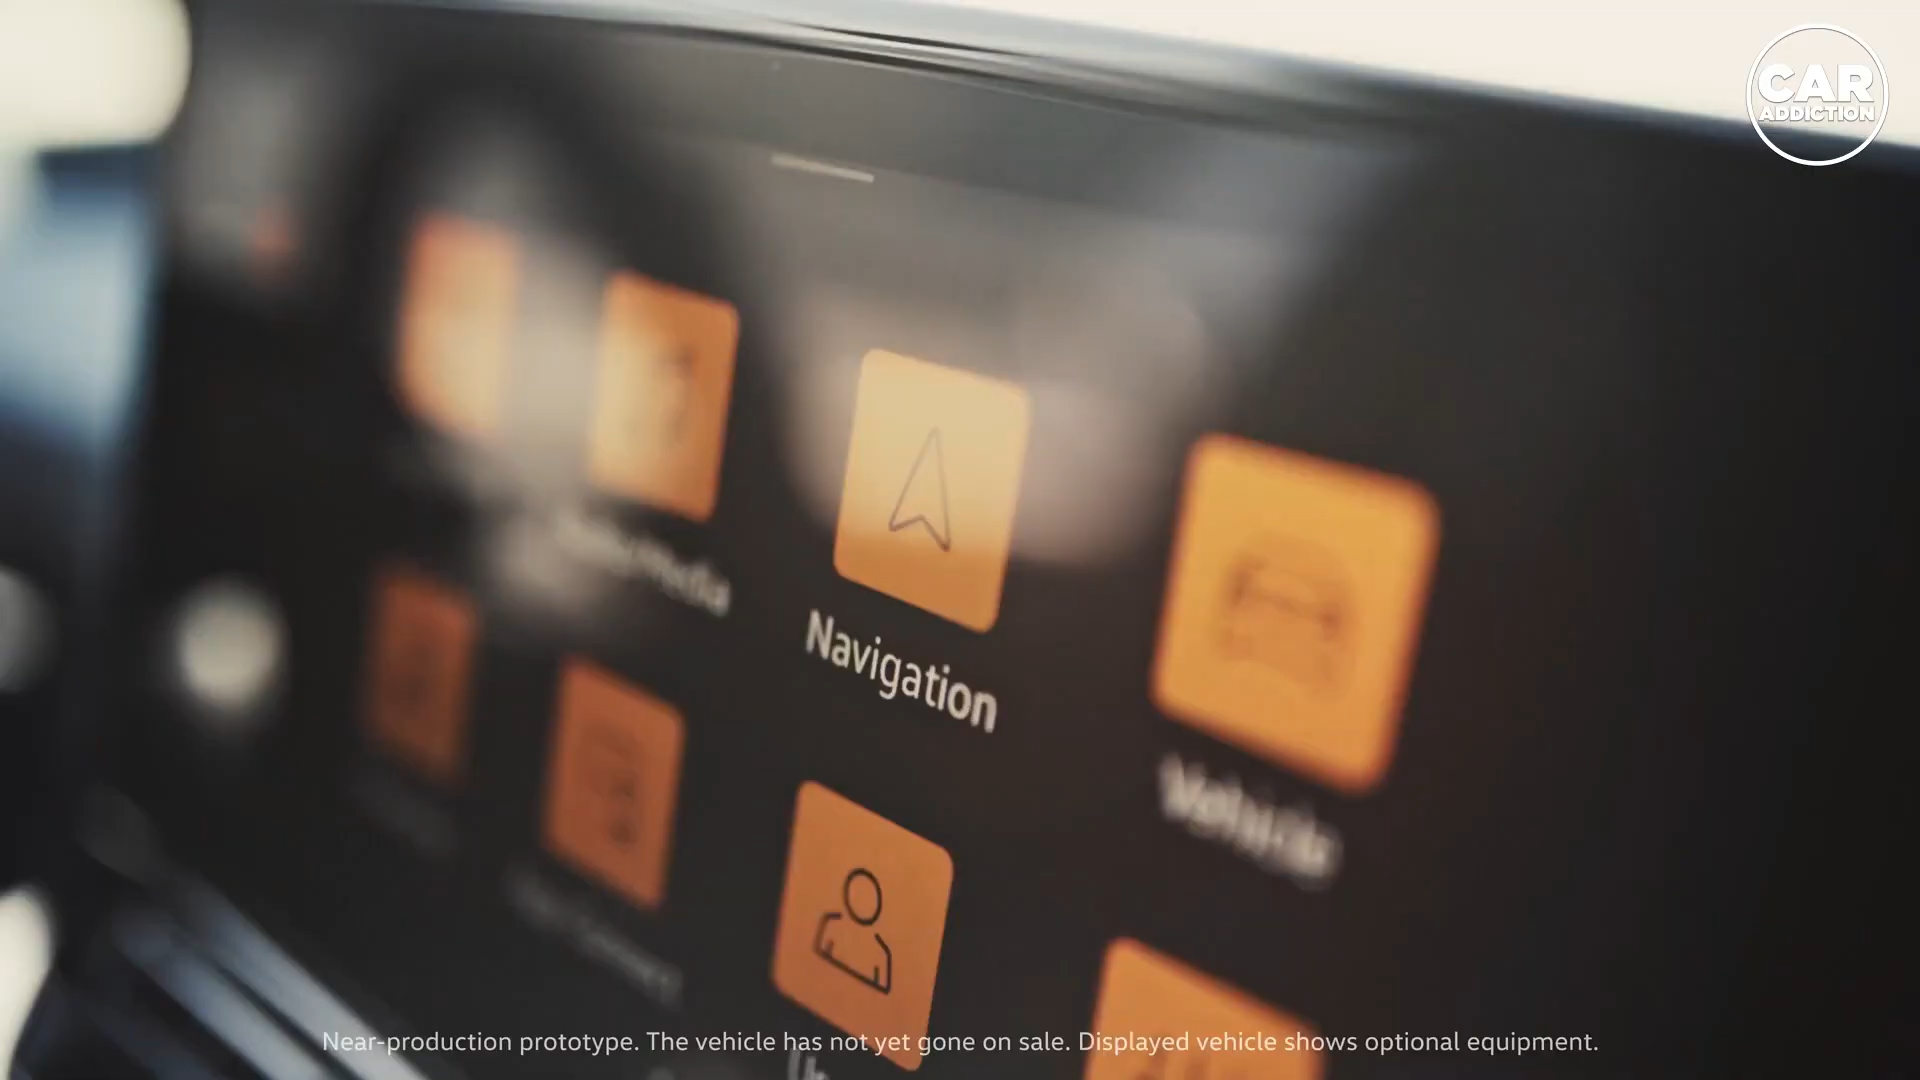 CAR
ADDICTION
Navigation
Vehicle
Near-production prototype. The vehicle has not yet gone on sale. Displayed vehicle shows optional equipment.